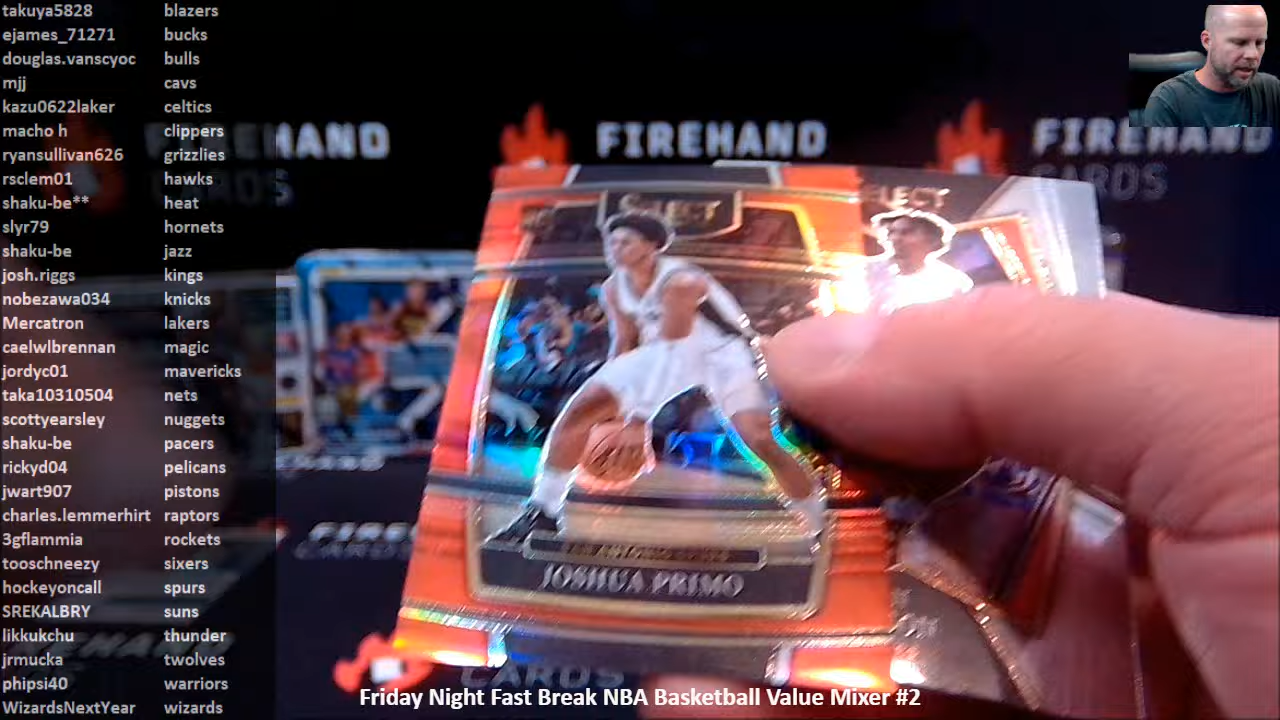 takuya5828 blazers
ejames_71271 bucks
douglas.vanscyoc bulls
mjj cavs
kazu0622laker celtics
macho h clippers
ryansullivan626 grizzlies
rsclem01 hawks
shaku-be** heat
slyr79 hornets
shaku-be jazz
josh.riggs kings
nobezawa034 knicks
Mercatron lakers
caelwlbrennan magic
jordyc01 mavericks
taka10310504 nets
scottyearsley nuggets
shaku-be pacers
rickyd04 pelicans
jwart907 pistons
charles.lemmerhirt raptors
3gflammia rockets
tooschneezy sixers
hockeyoncall spurs
SREKALBRY suns
likkukchu thunder
jrmucka twolves
phipsi40 warriors
WizardsNextYear wizards
FIREHAND CARDS
FIREHAND
FIREHAND CARDS
SELECT
JOSHUA PRIMO
CARDS
Friday Night Fast Break NBA Basketball Value Mixer #2